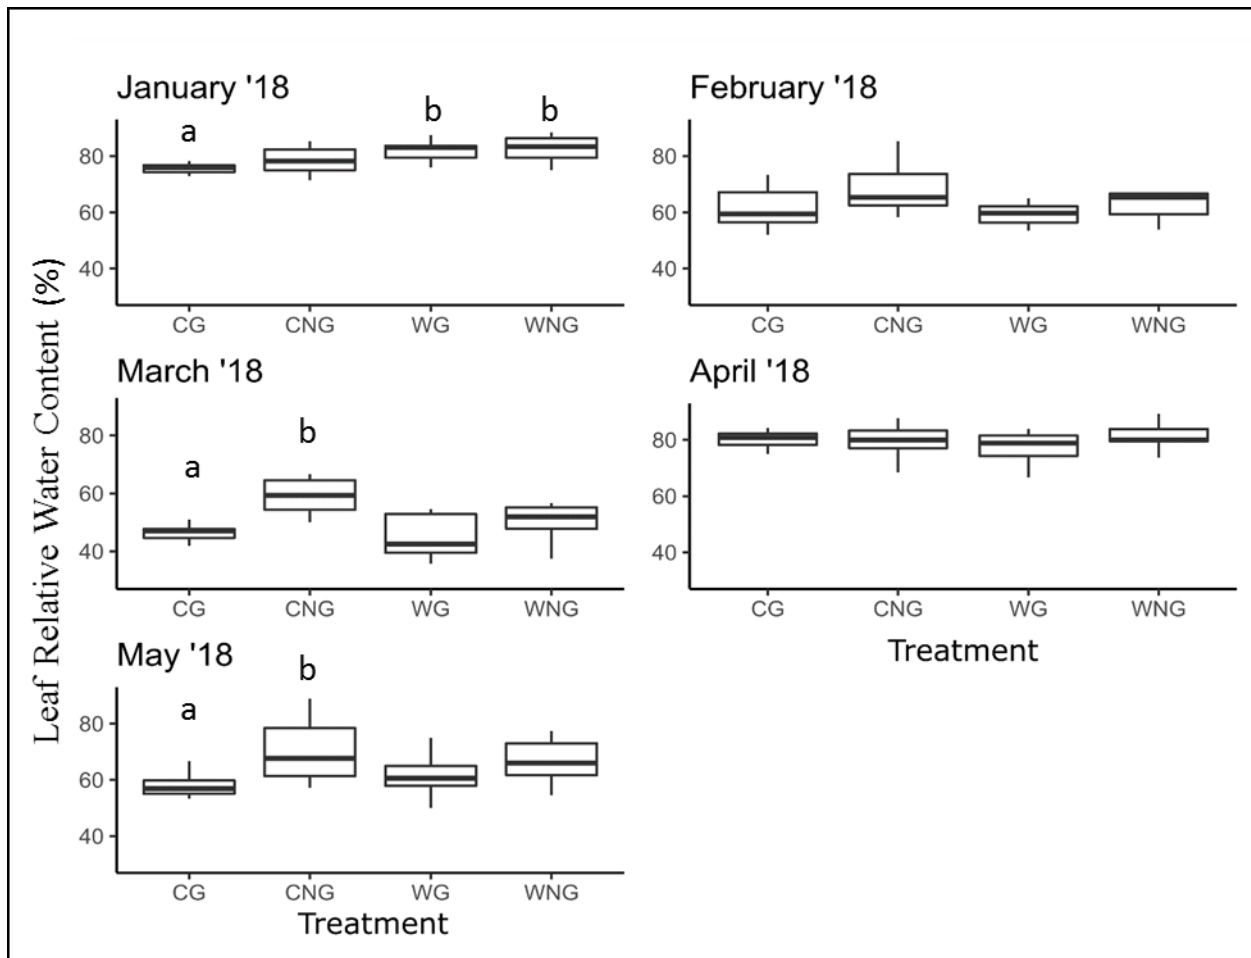 Leaf Relative Water Content (%)
January '18
a
b
b
80
60
40
CG
CNG
WG
WNG
February '18
80
60
40
CG
CNG
WG
WNG
March '18
a
b
80
60
40
CG
CNG
WG
WNG
April '18
80
60
40
CG
CNG
WG
WNG
Treatment
May '18
a
b
80
60
40
CG
CNG
WG
WNG
Treatment